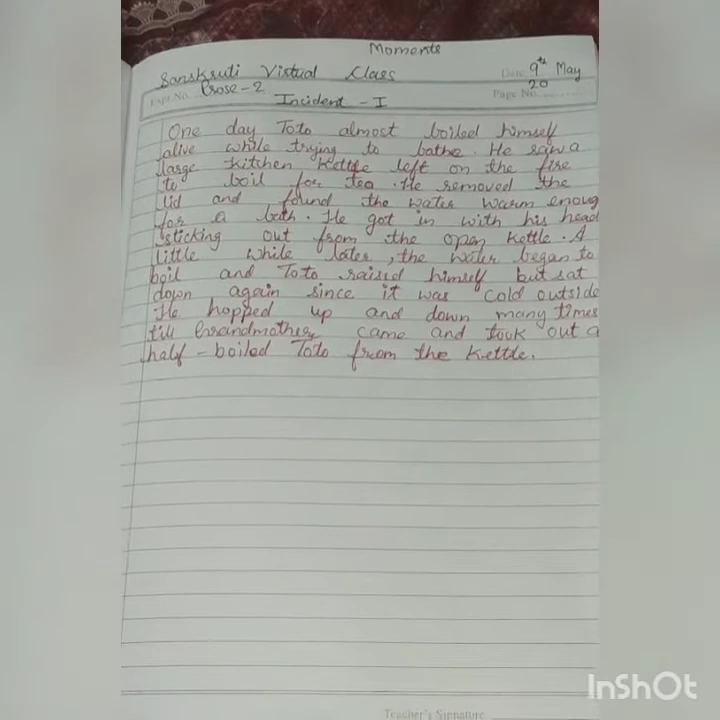 Moments
Sanskruti Virtual Class
Date 9th May
Expt. No. Prose-2
20
Page No.
Incident - I
One day Toto almost boiled himself
alive while trying to bathe. He saw a
large kitchen kettle left on the fire
to boil for tea. He removed the
lid and found the water warm enoug
for a bath. He got in with his head
sticking out from the open kettle. A
little while later, the water began to
boil and Toto raised himself but sat
down again since it was cold outside
He hopped up and down many times
till Grandmother came and took out a
half-boiled Toto from the kettle.
Teacher's Signature
InShOt